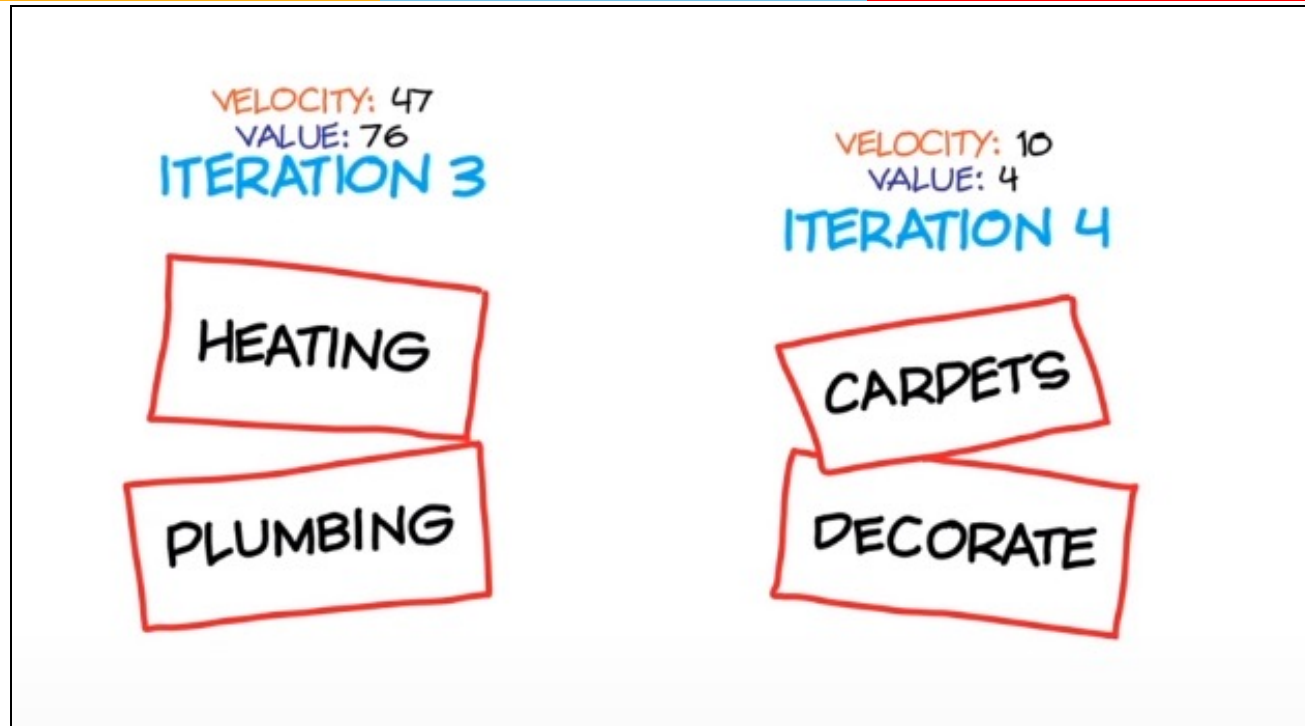 VELOCITY: 47
VALUE: 76
ITERATION 3
HEATING
PLUMBING
VELOCITY: 10
VALUE: 4
ITERATION 4
CARPETS
DECORATE